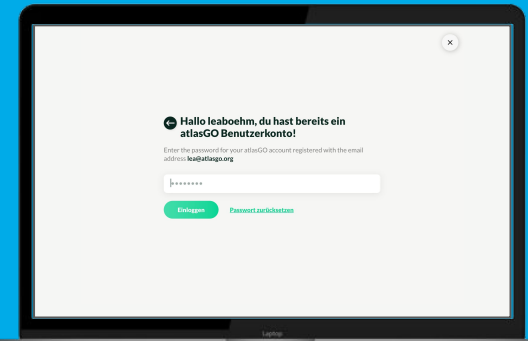 Hallo leaboehm, du hast bereits ein
atlasGO Benutzerkonto!
Enter the password for your atlasGO account registered with the email
address lea@atlasgo.org
********
Einloggen Passwort zurücksetzen
Laptop